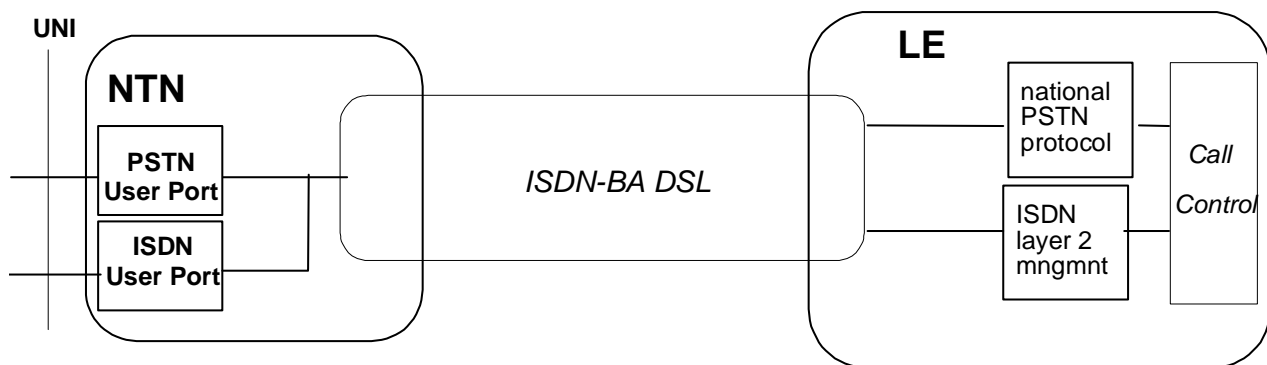 UNI
NTN
PSTN
User Port
ISDN
User Port
ISDN-BA DSL
LE
national
PSTN
protocol
ISDN
layer 2
mngmnt
Call
Control